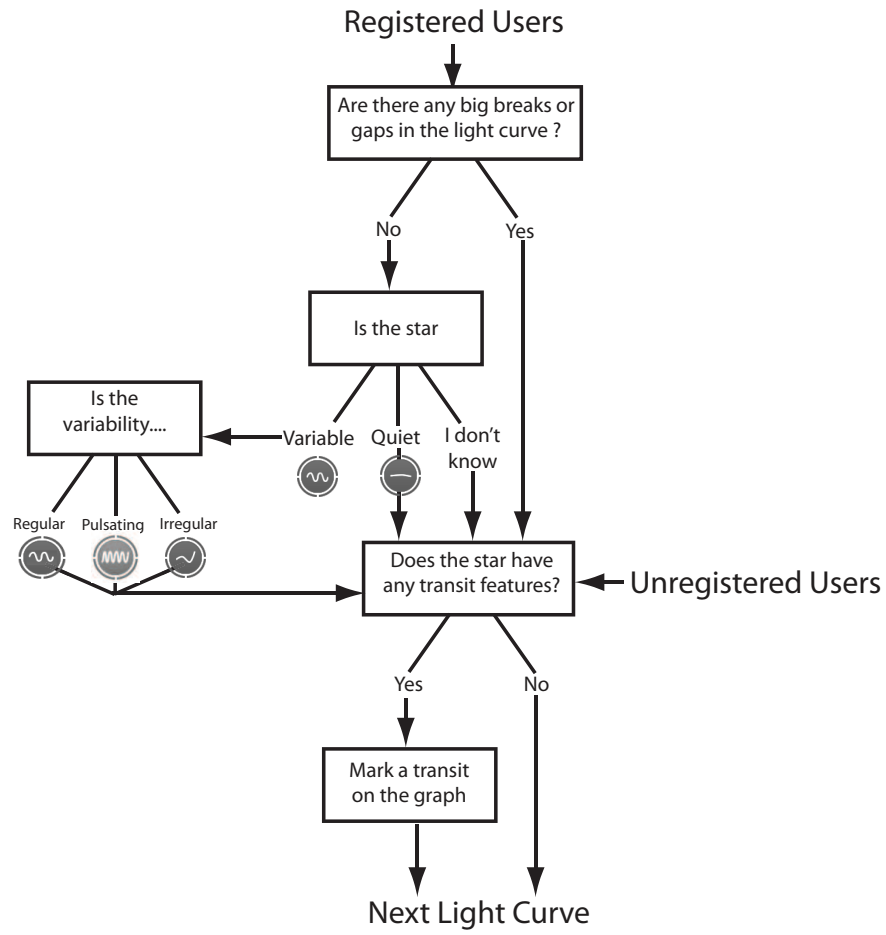 Registered Users
Are there any big breaks or
gaps in the light curve ?
No
Yes
Is the star
Is the
variability....
Variable
Quiet
I don't
know
Regular
Pulsating
Irregular
Does the star have
any transit features?
Unregistered Users
Yes
No
Mark a transit
on the graph
Next Light Curve